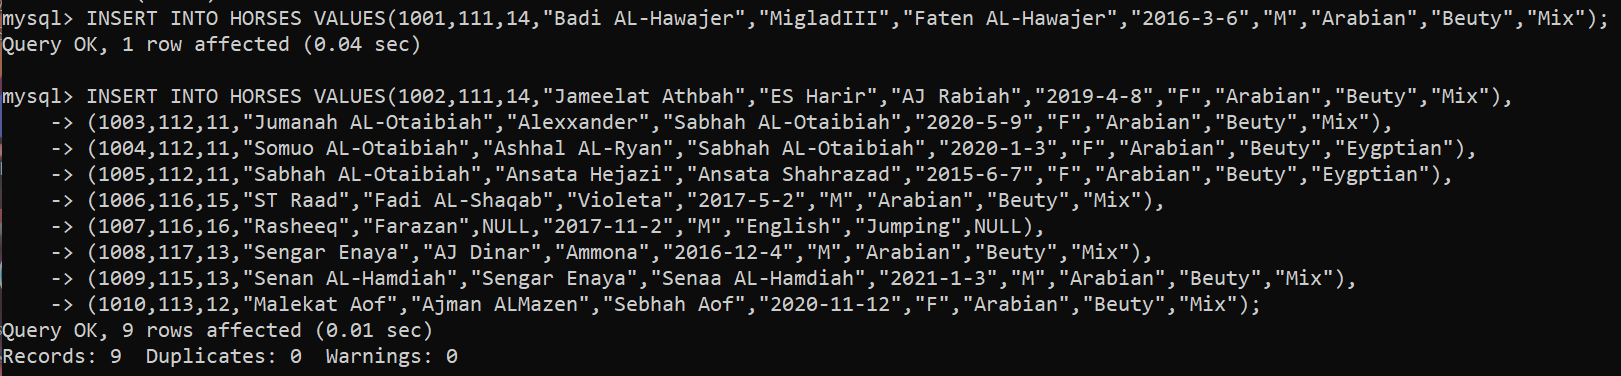 mysql> INSERT INTO HORSES VALUES(1001,111,14,"Badi AL-Hawajer","MigladIII","Faten AL-Hawajer","2016-3-6","M","Arabian","Beuty","Mix");
Query OK, 1 row affected (0.04 sec)
mysql> INSERT INTO HORSES VALUES(1002,111,14,"Jameelat Athbah","ES Harir","AJ Rabiah","2019-4-8","F","Arabian","Beuty","Mix"),
    -> (1003,112,11,"Jumanah AL-Otaibiah","Alexxander","Sabhah AL-Otaibiah","2020-5-9","F","Arabian","Beuty","Mix"),
    -> (1004,112,11,"Somuo AL-Otaibiah","Ashhal AL-Ryan","Sabhah AL-Otaibiah","2020-1-3","F","Arabian","Beuty","Eygptian"),
    -> (1005,112,11,"Sabhah AL-Otaibiah","Ansata Hejazi","Ansata Shahrazad","2015-6-7","F","Arabian","Beuty","Eygptian"),
    -> (1006,116,15,"ST Raad","Fadi AL-Shaqab","Violeta","2017-5-2","M","Arabian","Beuty","Mix"),
    -> (1007,116,16,"Rasheeq","Farazan",NULL,"2017-11-2","M","English","Jumping",NULL),
    -> (1008,117,13,"Sengar Enaya","AJ Dinar","Ammona","2016-12-4","M","Arabian","Beuty","Mix"),
    -> (1009,115,13,"Senan AL-Hamdiah","Sengar Enaya","Senaa AL-Hamdiah","2021-1-3","M","Arabian","Beuty","Mix"),
    -> (1010,113,12,"Malekat Aof","Ajman ALMazen","Sebhah Aof","2020-11-12","F","Arabian","Beuty","Mix");
Query OK, 9 rows affected (0.01 sec)
Records: 9  Duplicates: 0  Warnings: 0